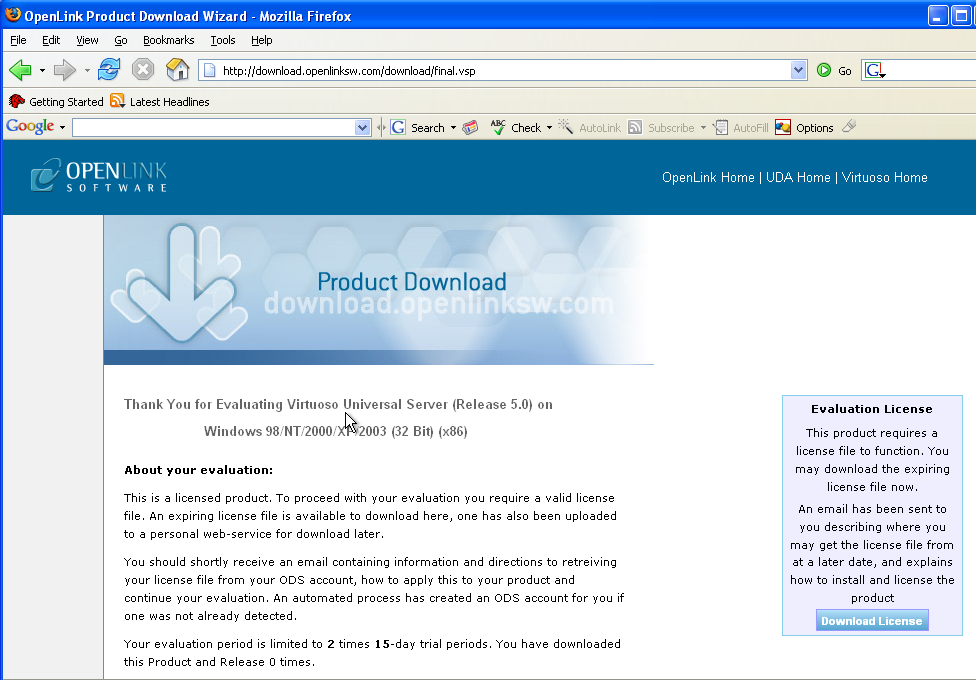 OpenLink Product Download Wizard - Mozilla Firefox
File Edit View Go Bookmarks Tools Help
http://download.openlinksw.com/download/final.vsp Go G
Getting Started Latest Headlines
Google G Search ABC Check AutoLink Subscribe AutoFill Options
OPENLINK
SOFTWARE
OpenLink Home | UDA Home | Virtuoso Home
Product Download
download.openlinksw.com
Thank You for Evaluating Virtuoso Universal Server (Release 5.0) on
Windows 98/NT/2000/XP/2003 (32 Bit) (x86)
About your evaluation:
This is a licensed product. To proceed with your evaluation you require a valid license
file. An expiring license file is available to download here, one has also been uploaded
to a personal web-service for download later.
You should shortly receive an email containing information and directions to retreiving
your license file from your ODS account, how to apply this to your product and
continue your evaluation. An automated process has created an ODS account for you if
one was not already detected.
Your evaluation period is limited to 2 times 15-day trial periods. You have downloaded
this Product and Release 0 times.
Evaluation License
This product requires a
license file to function. You
may download the expiring
license file now.
An email has been sent to
you describing where you
may get the license file from
at a later date, and explains
how to install and license the
product
Download License